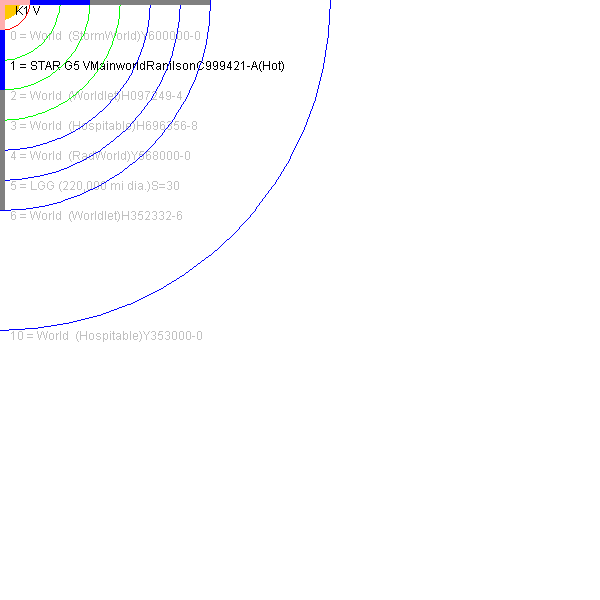 K1 V
0 = World (StormWorld)Y600000-0
1 = STAR G5 VMainworldRanilsonC999421-A(Hot)
2 = World (Worldlet)H097249-4
3 = World (Hospitable)H696356-8
4 = World (RadWorld)Y568000-0
5 = LGG (220,000 mi dia.)S=30
6 = World (Worldlet)H352332-6
10 = World (Hospitable)Y353000-0